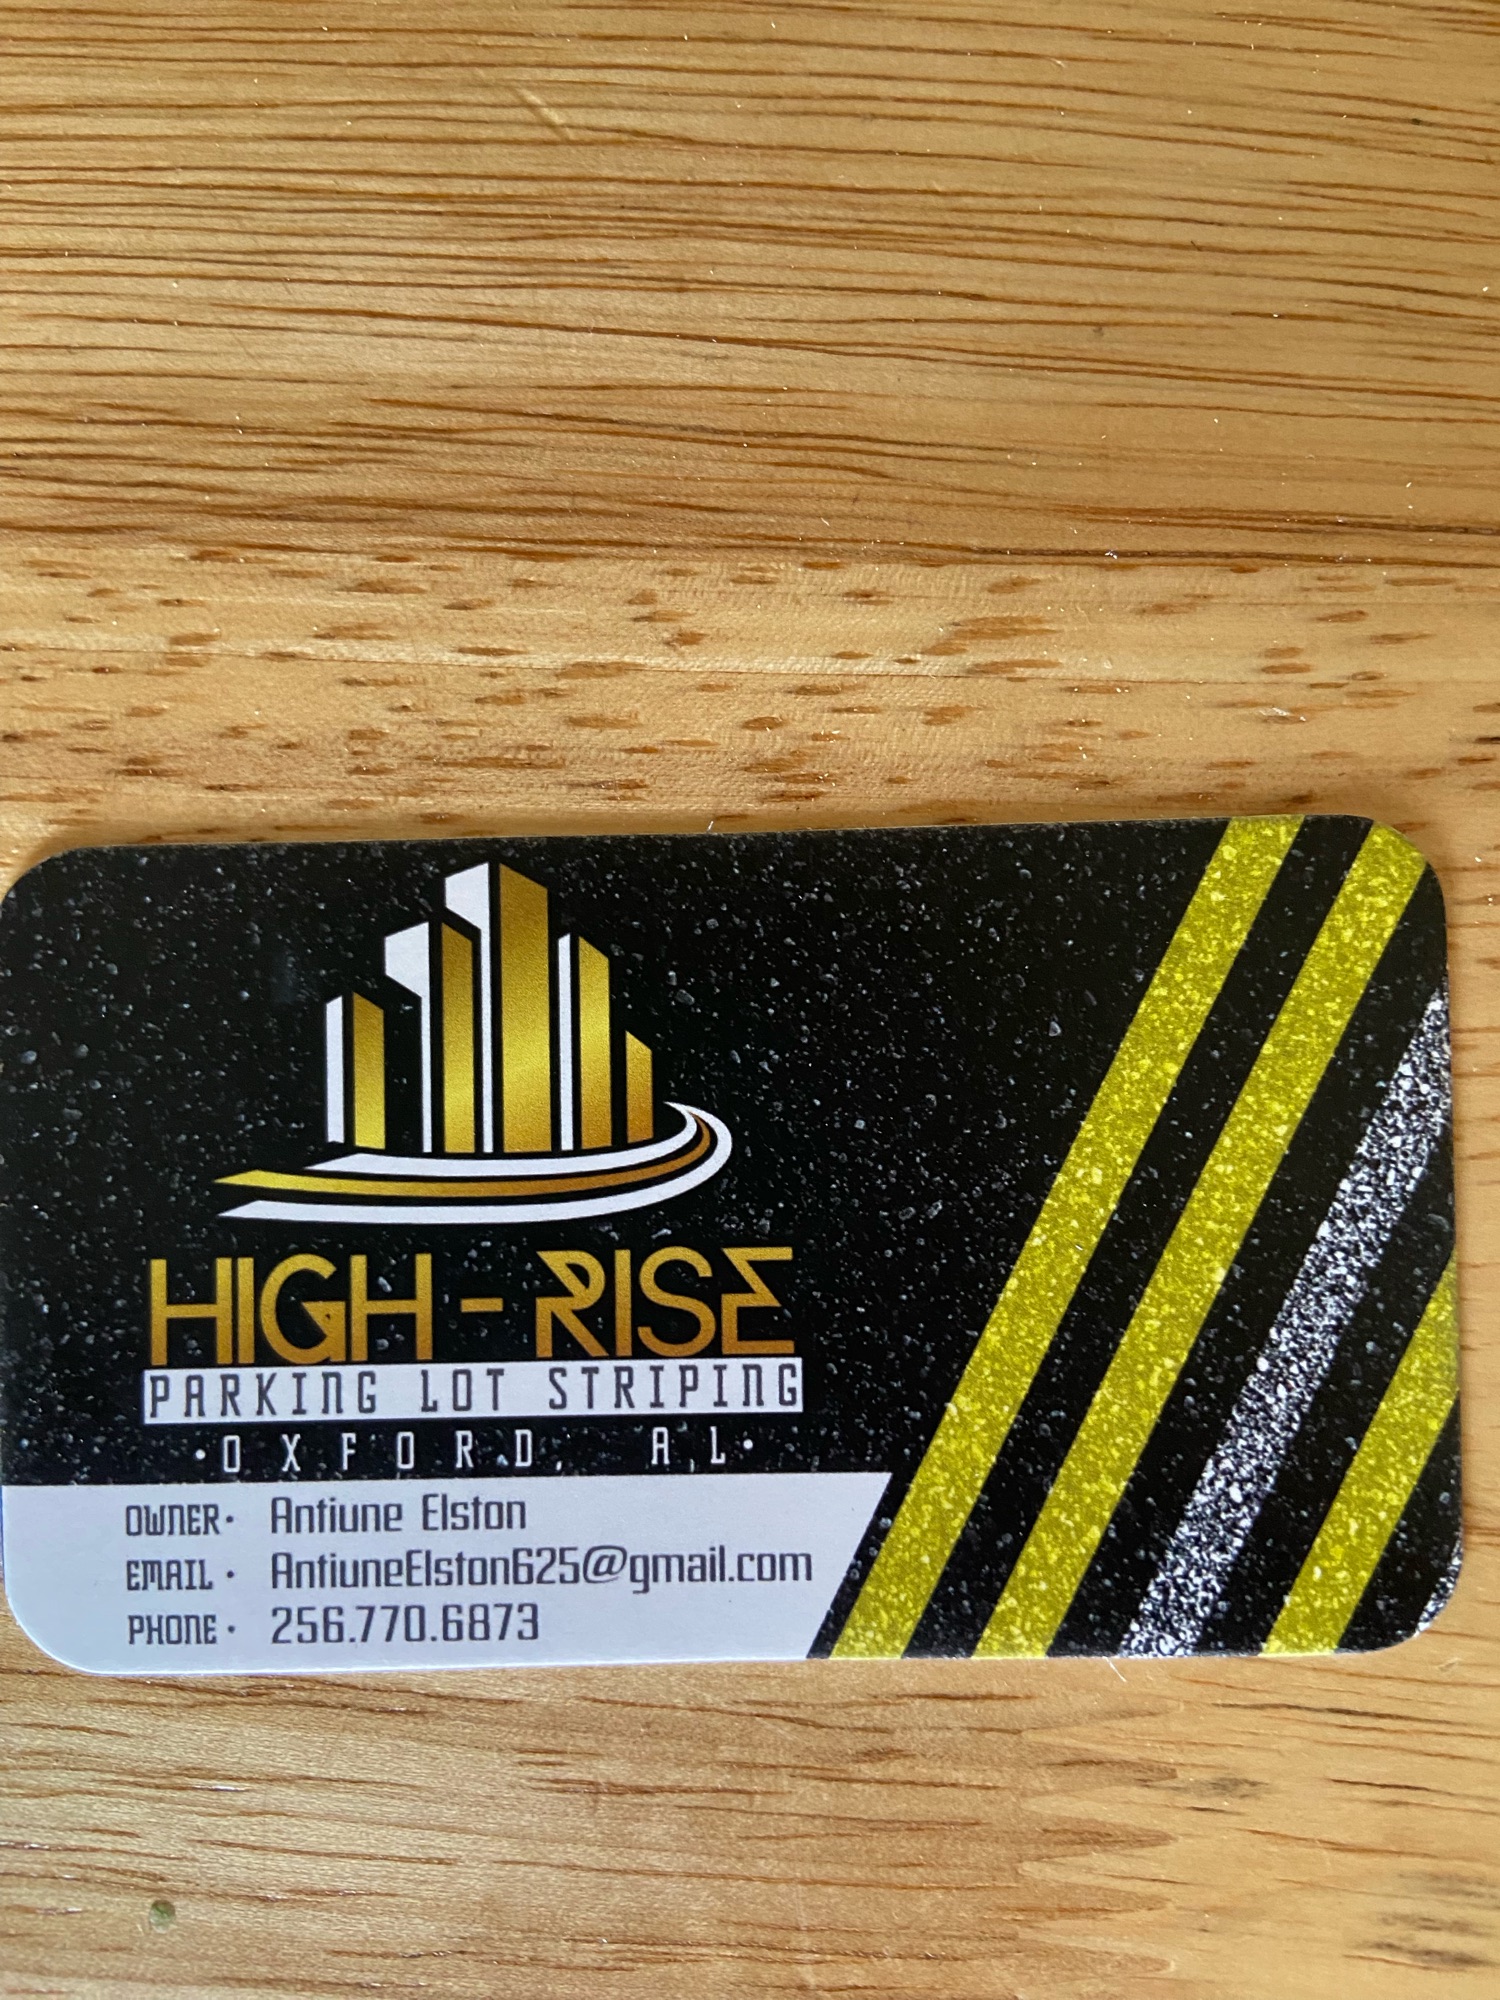 HIGH-RISE
PARKING LOT STRIPING
•OXFORD, AL•
OWNER• Antiune Elston
EMAIL• AntiuneElston625@gmail.com
PHONE• 256.770.6873